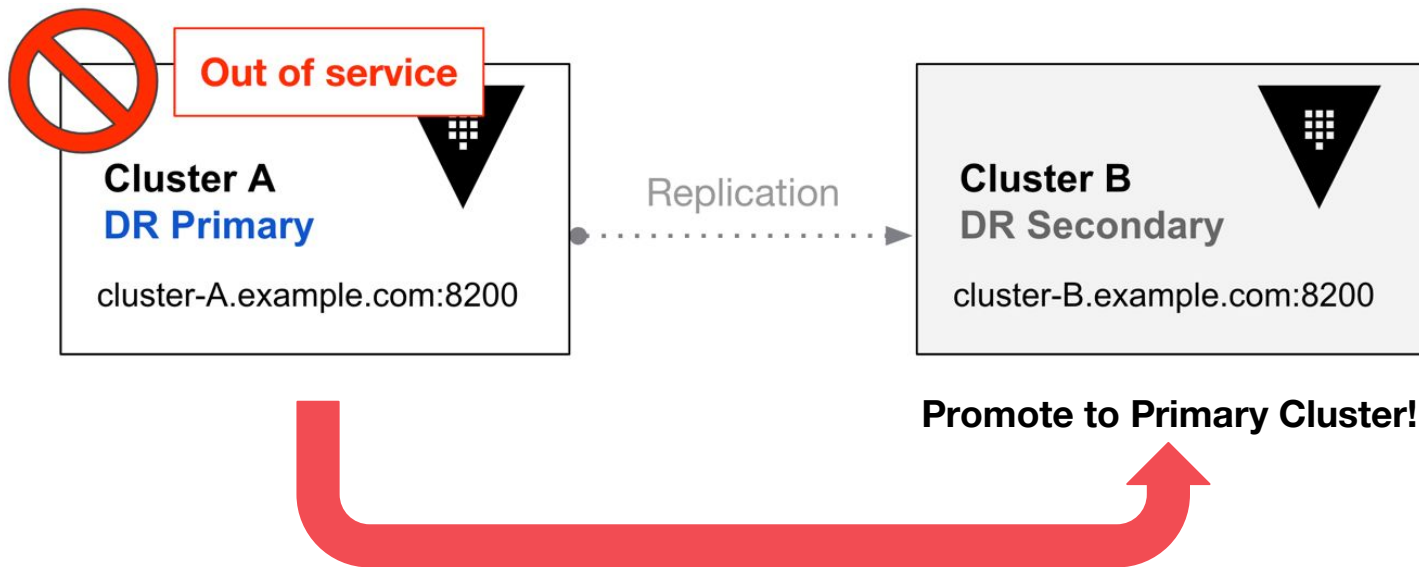 Out of service
Cluster A
DR Primary
cluster-A.example.com:8200
Replication
Cluster B
DR Secondary
cluster-B.example.com:8200
Promote to Primary Cluster!